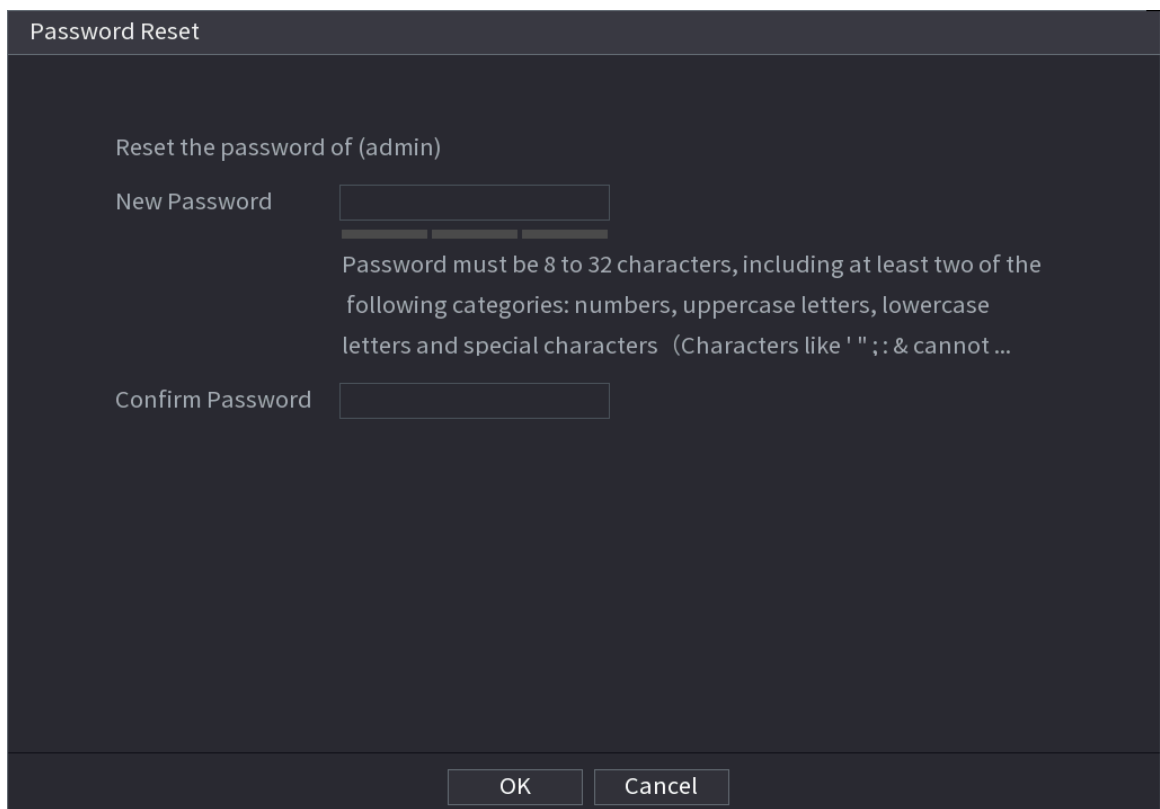 Password Reset
Reset the password of (admin)
New Password
Password must be 8 to 32 characters, including at least two of the
following categories: numbers, uppercase letters, lowercase
letters and special characters（Characters like ' " ; : & cannot ...
Confirm Password
OK
Cancel